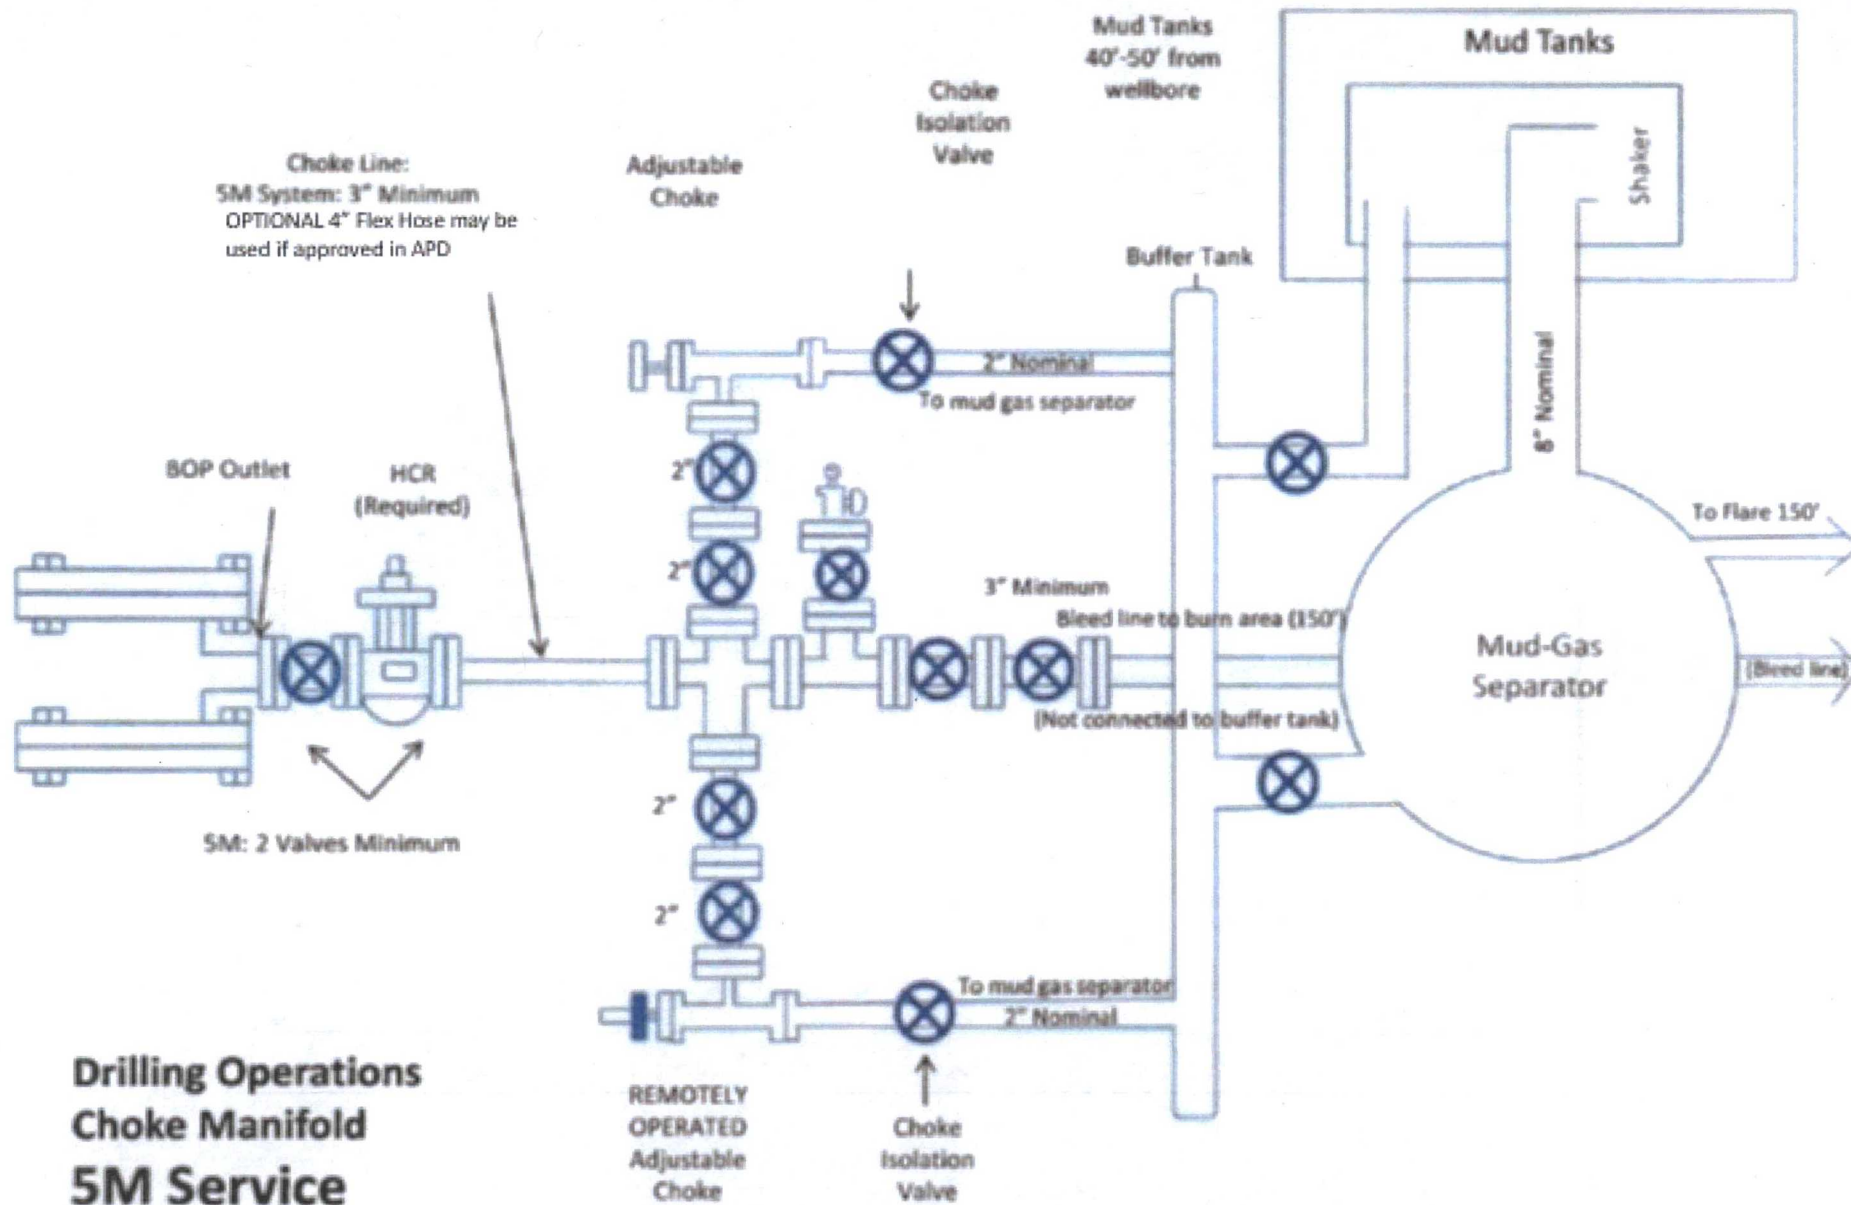 Mud Tanks
40'-50' from
wellbore
Mud Tanks
Choke
Isolation
Valve
Shaker
Choke Line:
5M System: 3" Minimum
OPTIONAL 4" Flex Hose may be
used if approved in APD
Adjustable
Choke
Buffer Tank
2" Nominal
To mud gas separator
8" Nominal
BOP Outlet
HCR
(Required)
2"
2"
To Flare 150'
3" Minimum
Bleed line to burn area (150')
Mud-Gas
Separator
(Bleed line)
(Not connected to buffer tank)
2"
5M: 2 Valves Minimum
2"
To mud gas separator
2" Nominal
Drilling Operations
Choke Manifold
5M Service
REMOTELY
OPERATED
Adjustable
Choke
Choke
Isolation
Valve